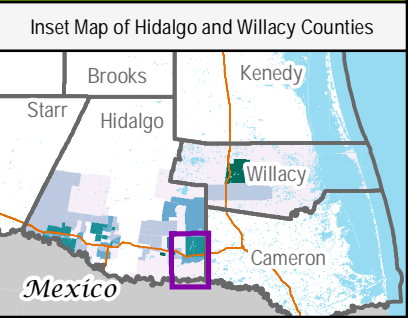 Inset Map of Hidalgo and Willacy Counties
Brooks
Kenedy
Starr
Hidalgo
Willacy
Cameron
Mexico